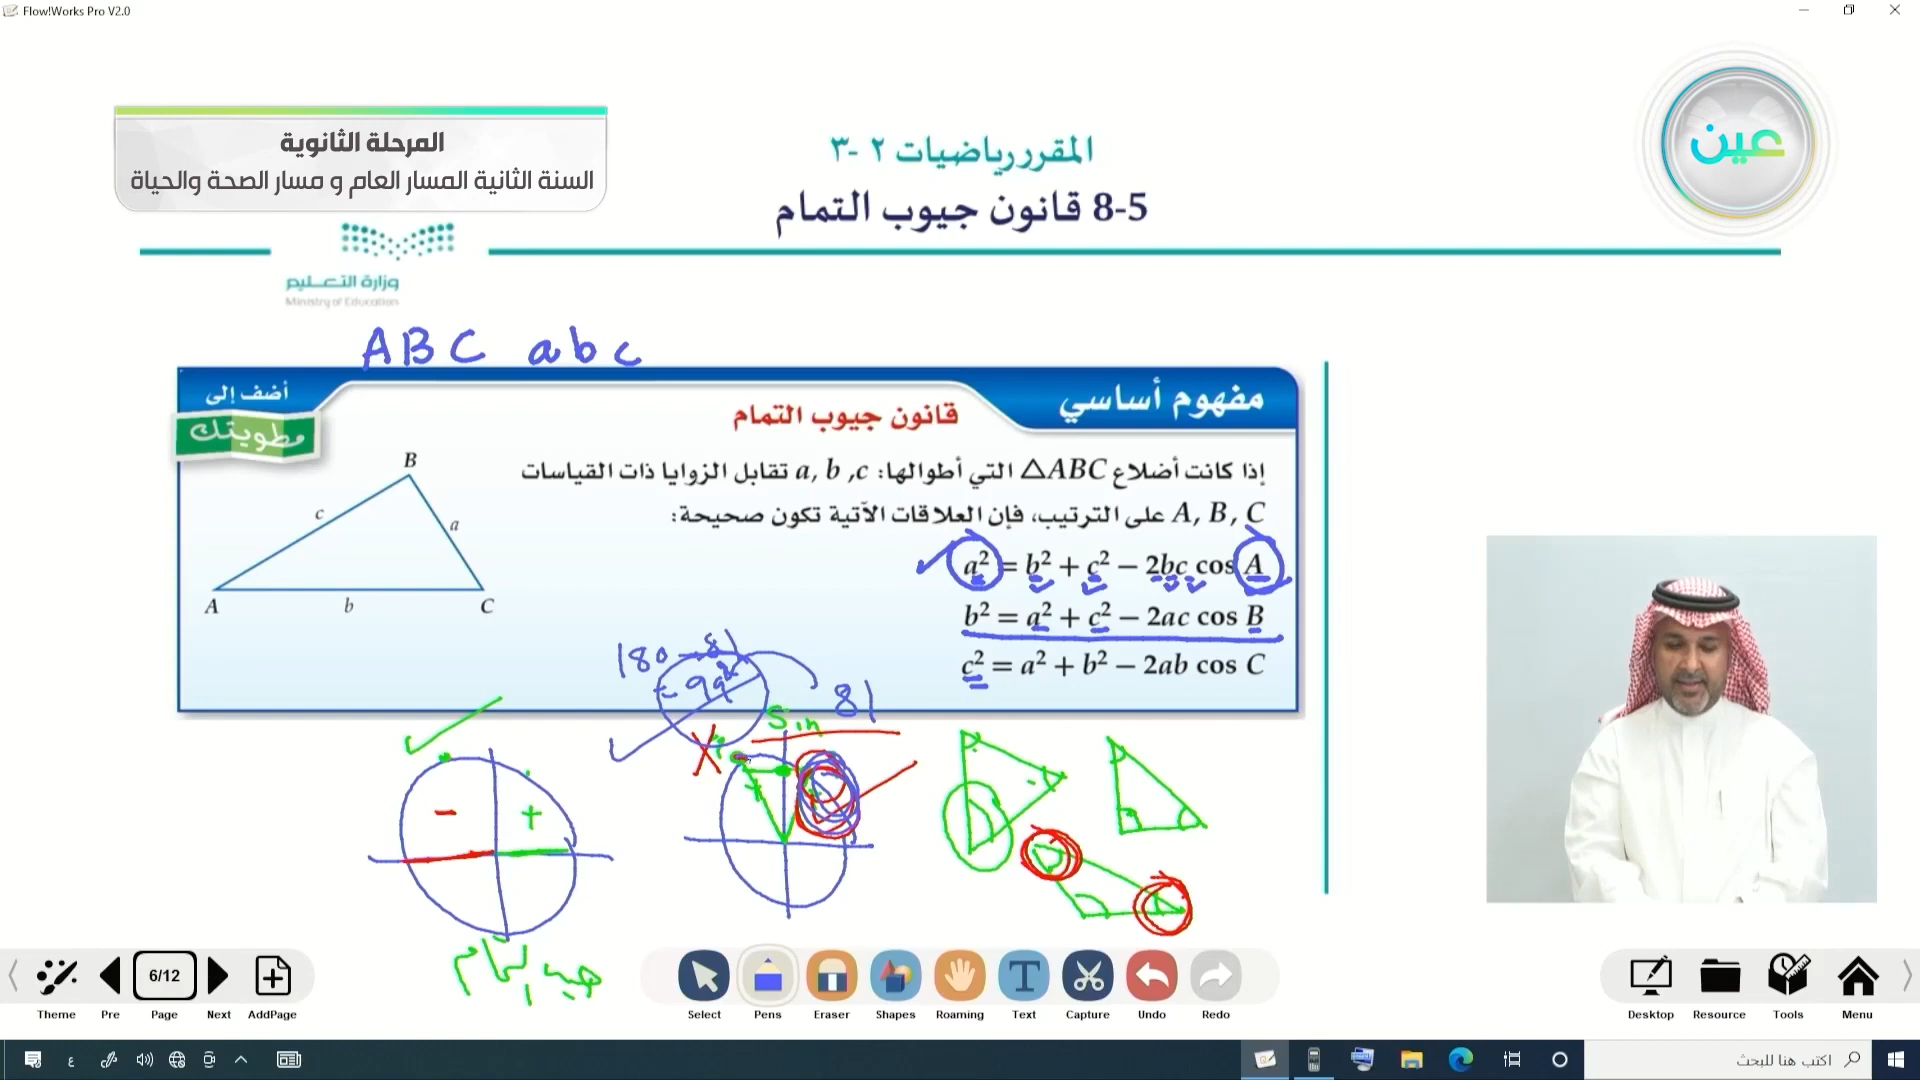 Flow!Works Pro V2.0
المرحلة الثانوية
السنة الثانية المسار العام و مسار الصحة والحياة
المقرر رياضيات ٢ -٣
8-5 قانون جيوب التمام
عين
وزارة التعليم
Ministry of Education
A B C a b c
مفهوم أساسي
أضف إلى
مطويتك
قانون جيوب التمام
إذا كانت أضلاع △ABC التي أطوالها: a, b ,c تقابل الزوايا ذات القياسات
A, B, C على الترتيب، فإن العلاقات الآتية تكون صحيحة:
a² = b² + c² − 2bc cos A
b² = a² + c² − 2ac cos B
c² = a² + b² − 2ab cos C
B
c
a
A
b
C
180 - 81
= 99°
81
Sin
X
-
+
جيب تمام
6/12
Theme
Pre
Page
Next
AddPage
Select
Pens
Eraser
Shapes
Roaming
Text
Capture
Undo
Redo
Desktop
Resource
Tools
Menu
ع
اكتب هنا للبحث